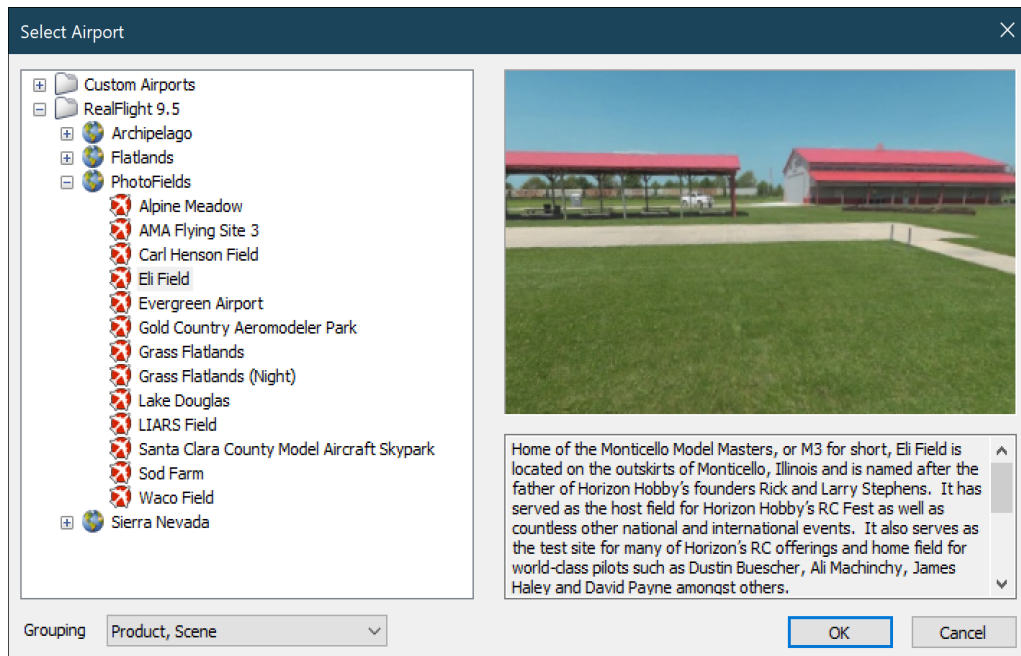 Select Airport
Custom Airports
RealFlight 9.5
Archipelago
Flatlands
PhotoFields
Alpine Meadow
AMA Flying Site 3
Carl Henson Field
Eli Field
Evergreen Airport
Gold Country Aeromodeler Park
Grass Flatlands
Grass Flatlands (Night)
Lake Douglas
LIARS Field
Santa Clara County Model Aircraft Skypark
Sod Farm
Waco Field
Sierra Nevada
Home of the Monticello Model Masters, or M3 for short, Eli Field is
located on the outskirts of Monticello, Illinois and is named after the
father of Horizon Hobby's founders Rick and Larry Stephens.  It has
served as the host field for Horizon Hobby's RC Fest as well as
countless other national and international events.  It also serves as
the test site for many of Horizon's RC offerings and home field for
world-class pilots such as Dustin Buescher, Ali Machinchy, James
Haley and David Payne amongst others.
Grouping
Product, Scene
OK
Cancel